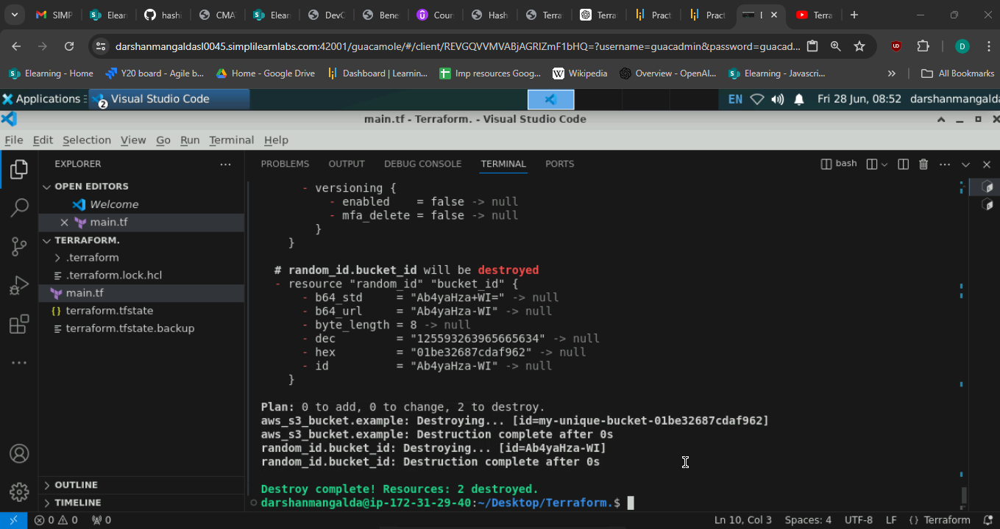 SIMP
Elear
hashi
CMA
Elear
DevC
Bene
Cour
Hash
Terra
Terra
Pract
Pract
Terra
darshanmangaldasl0045.simplilearnlabs.com:42001/guacamole/#/client/REVGQVVMVABjAGRlZmF1bHQ=?username=guacadmin&password=guacad...
D
Elearning - Home
Y20 board - Agile b...
Home - Google Drive
Dashboard | Learnin...
Imp resources Goog...
Wikipedia
Overview - OpenAI...
Elearning - Javascri...
»
All Bookmarks
Applications
2
Visual Studio Code
EN
Fri 28 Jun, 08:52
darshanmangalda
main.tf - Terraform. - Visual Studio Code
File Edit Selection View Go Run Terminal Help
EXPLORER
OPEN EDITORS
Welcome
main.tf
TERRAFORM.
.terraform
.terraform.lock.hcl
main.tf
terraform.tfstate
terraform.tfstate.backup
OUTLINE
TIMELINE
PROBLEMS OUTPUT DEBUG CONSOLE TERMINAL PORTS
bash
- versioning {
- enabled    = false -> null
- mfa_delete = false -> null
}
}
# random_id.bucket_id will be destroyed
- resource "random_id" "bucket_id" {
- b64_std     = "Ab4yaHza+WI=" -> null
- b64_url     = "Ab4yaHza-WI" -> null
- byte_length = 8 -> null
- dec         = "125593263965665634" -> null
- hex         = "01be32687cdaf962" -> null
- id          = "Ab4yaHza-WI" -> null
}
Plan: 0 to add, 0 to change, 2 to destroy.
aws_s3_bucket.example: Destroying... [id=my-unique-bucket-01be32687cdaf962]
aws_s3_bucket.example: Destruction complete after 0s
random_id.bucket_id: Destroying... [id=Ab4yaHza-WI]
random_id.bucket_id: Destruction complete after 0s
Destroy complete! Resources: 2 destroyed.
darshanmangalda@ip-172-31-29-40:~/Desktop/Terraform.$
0 0 0
Ln 10, Col 3
Spaces: 4
UTF-8
LF
{} Terraform